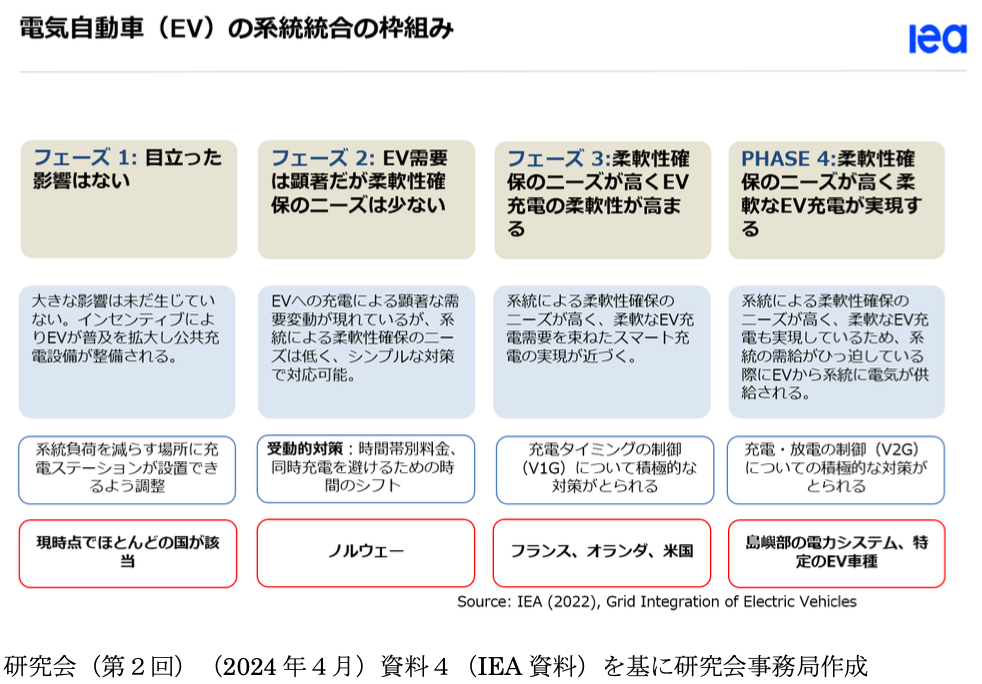 電気自動車（EV）の系統統合の枠組み
iea
フェーズ 1: 目立った
影響はない
フェーズ 2: EV需要
は顕著だが柔軟性確
保のニーズは少ない
フェーズ 3:柔軟性確
保のニーズが高くEV
充電の柔軟性が高ま
る
PHASE 4:柔軟性確
保のニーズが高く柔
軟なEV充電が実現す
る
大きな影響は未だ生じてい
ない。インセンティブによ
りEVが普及を拡大し公共充
電設備が整備される。
EVへの充電による顕著な需
要変動が現れているが、系
統による柔軟性確保のニー
ズは低く、シンプルな対策
で対応可能。
系統による柔軟性確保の
ニーズが高く、柔軟なEV充
電需要を束ねたスマート充
電の実現が近づく。
系統による柔軟性確保の
ニーズが高く、柔軟なEV充
電も実現しているため、系
統の需給がひっ迫している
際にEVから系統に電気が供
給される。
系統負荷を減らす場所に充
電ステーションが設置でき
るよう調整
受動的対策：時間帯別料金、
同時充電を避けるための時
間のシフト
充電タイミングの制御
（V1G）について積極的な
対策がとられる
充電・放電の制御（V2G）
についての積極的な対策が
とられる
現時点でほとんどの国が該
当
ノルウェー
フランス、オランダ、米国
島嶼部の電力システム、特
定のEV車種
Source: IEA (2022), Grid Integration of Electric Vehicles
研究会（第２回）（2024 年４月）資料４（IEA 資料）を基に研究会事務局作成